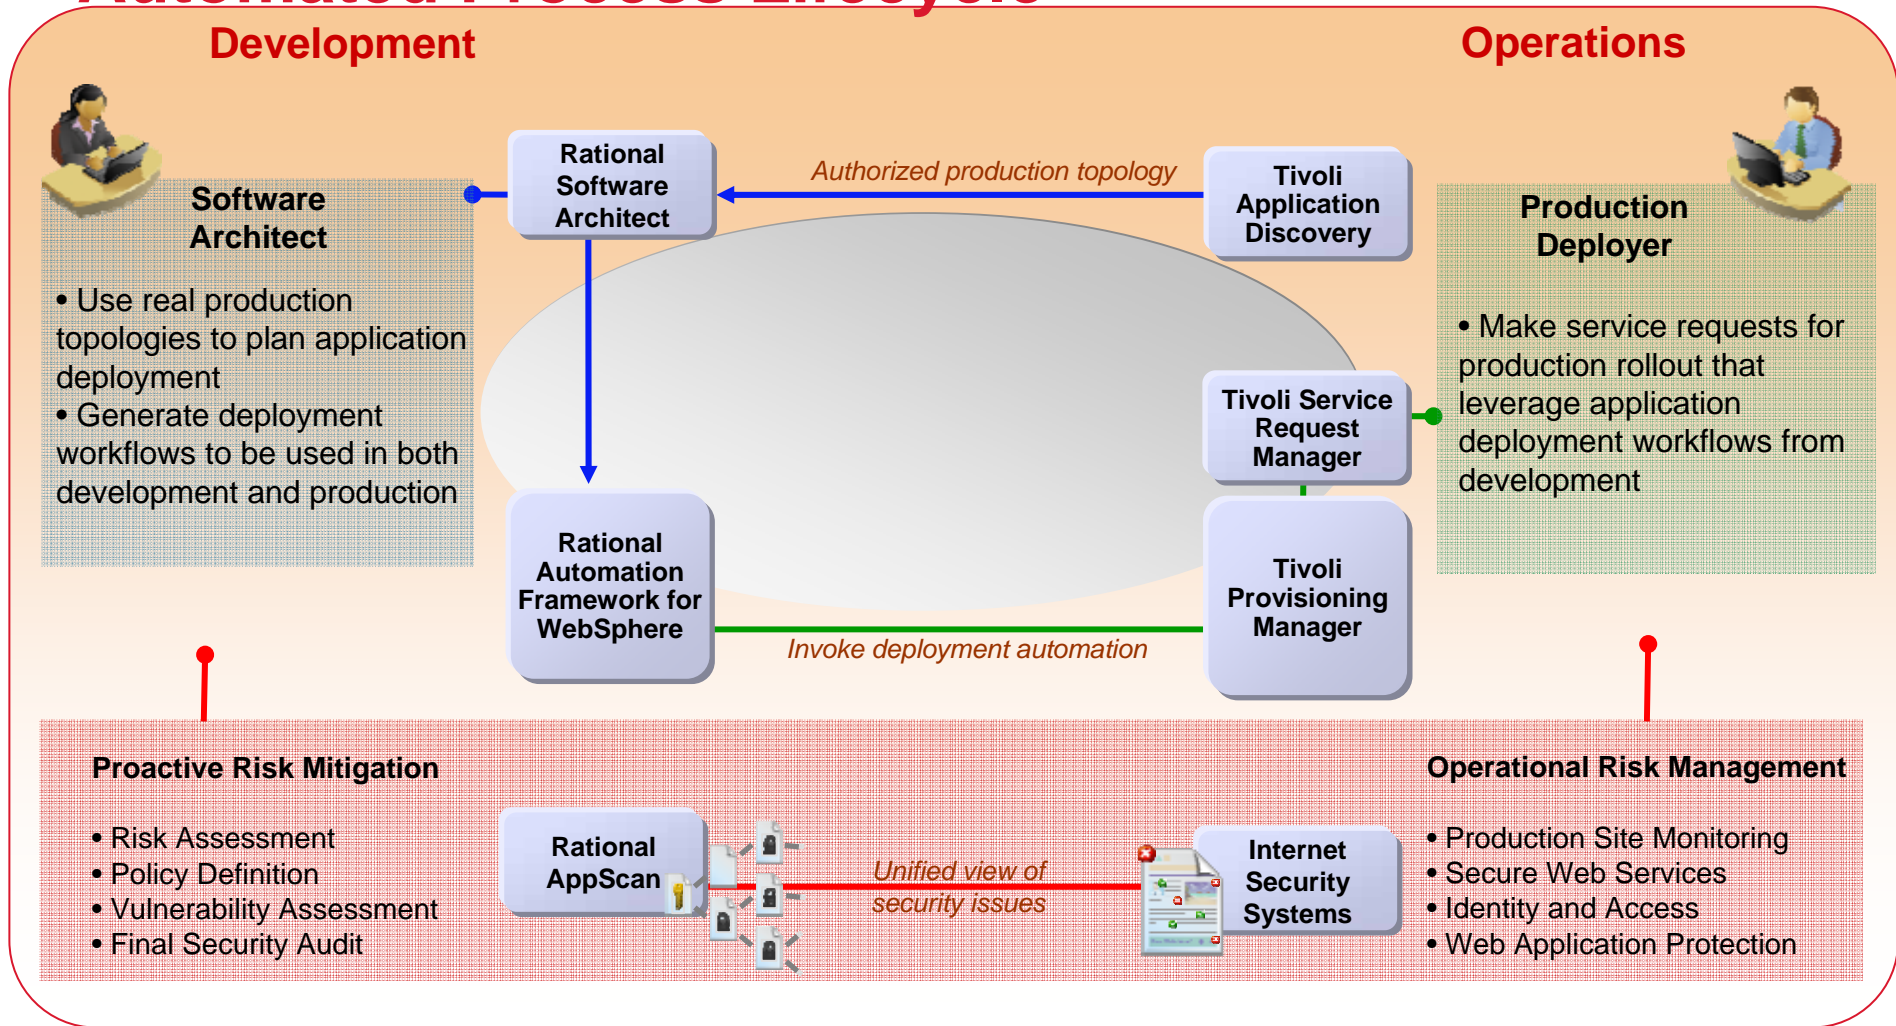 Automated Process Lifecycle
Development
Operations
Software
Architect
• Use real production
topologies to plan application
deployment
• Generate deployment
workflows to be used in both
development and production
Rational
Software
Architect
Authorized production topology
Tivoli
Application
Discovery
Production
Deployer
• Make service requests for
production rollout that
leverage application
deployment workflows from
development
Tivoli Service
Request
Manager
Rational
Automation
Framework for
WebSphere
Invoke deployment automation
Tivoli
Provisioning
Manager
Proactive Risk Mitigation
• Risk Assessment
• Policy Definition
• Vulnerability Assessment
• Final Security Audit
Rational
AppScan
Unified view of
security issues
Internet
Security
Systems
Operational Risk Management
• Production Site Monitoring
• Secure Web Services
• Identity and Access
• Web Application Protection